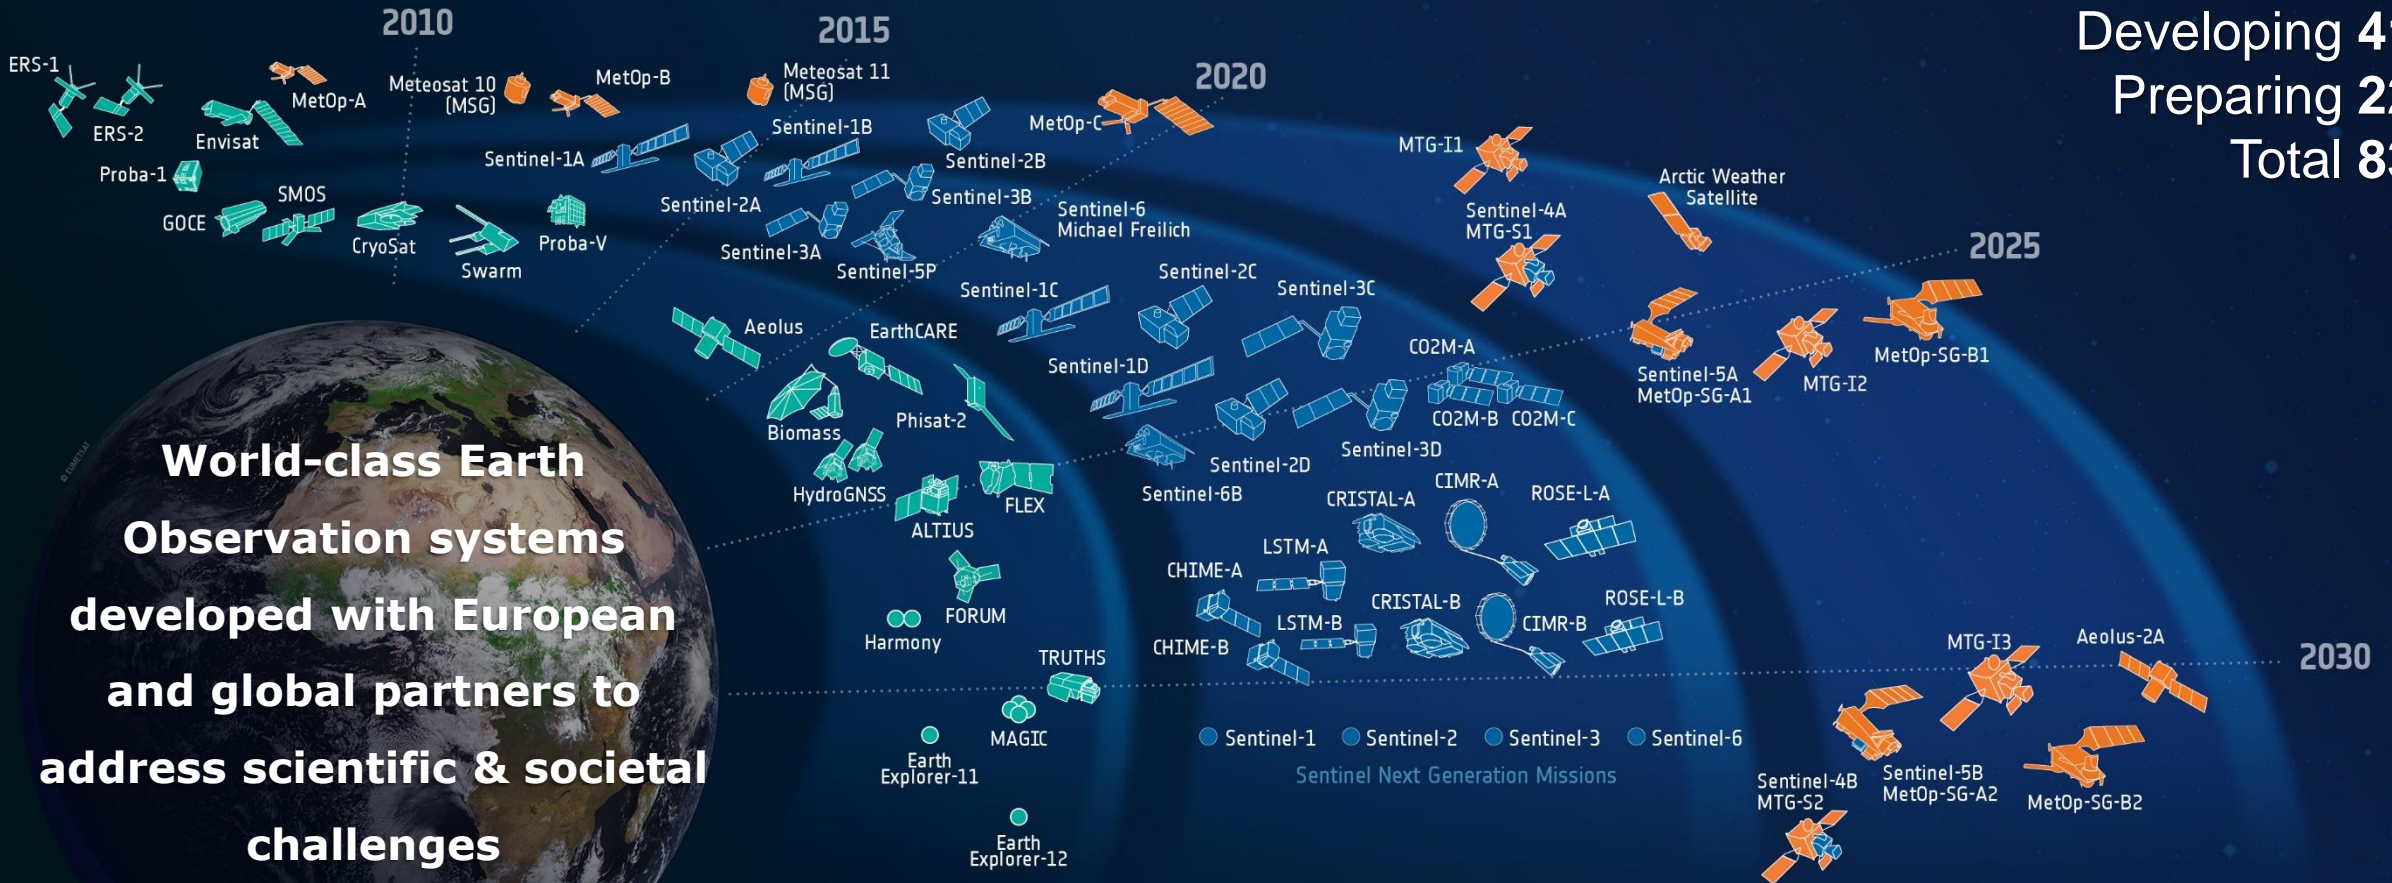 2010
2015
2020
2025
2030
Developing 4
Preparing 2
Total 8
ERS-1
ERS-2
MetOp-A
Envisat
Proba-1
GOCE
SMOS
CryoSat
Meteosat 10
(MSG)
MetOp-B
Meteosat 11
(MSG)
Swarm
Proba-V
Sentinel-1A
Sentinel-2A
Sentinel-1B
Sentinel-3A
Sentinel-5P
Sentinel-2B
Sentinel-3B
MetOp-C
Sentinel-6
Michael Freilich
MTG-I1
Sentinel-4A
MTG-S1
Arctic Weather
Satellite
Aeolus
EarthCARE
Biomass
Phisat-2
HydroGNSS
ALTIUS
FLEX
Sentinel-1C
Sentinel-2C
Sentinel-3C
Sentinel-1D
Sentinel-2D
Sentinel-3D
Sentinel-6B
CO2M-A
CO2M-B
CO2M-C
Sentinel-5A
MetOp-SG-A1
MTG-I2
MetOp-SG-B1
FORUM
Harmony
TRUTHS
MAGIC
Earth
Explorer-11
Earth
Explorer-12
CRISTAL-A
CIMR-A
ROSE-L-A
LSTM-A
CHIME-A
CRISTAL-B
CIMR-B
ROSE-L-B
LSTM-B
CHIME-B
Sentinel-1
Sentinel-2
Sentinel-3
Sentinel-6
Sentinel Next Generation Missions
MTG-I3
Aeolus-2A
Sentinel-4B
MTG-S2
Sentinel-5B
MetOp-SG-A2
MetOp-SG-B2
© EUMETSAT
World-class Earth
Observation systems
developed with European
and global partners to
address scientific & societal
challenges